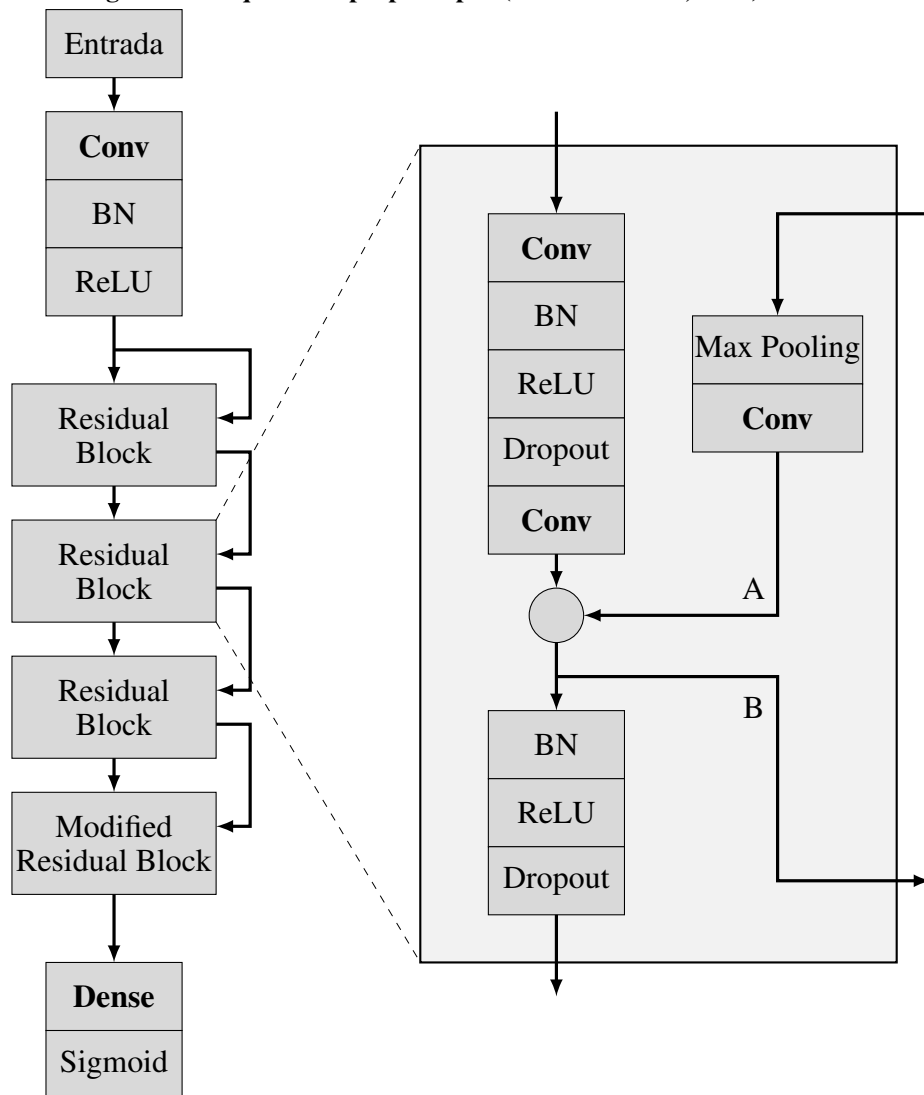 Entrada
Conv
BN
ReLU
Residual
Block
Residual
Block
Residual
Block
Modified
Residual Block
Dense
Sigmoid
Conv
BN
ReLU
Dropout
Conv
Max Pooling
Conv
A
B
BN
ReLU
Dropout